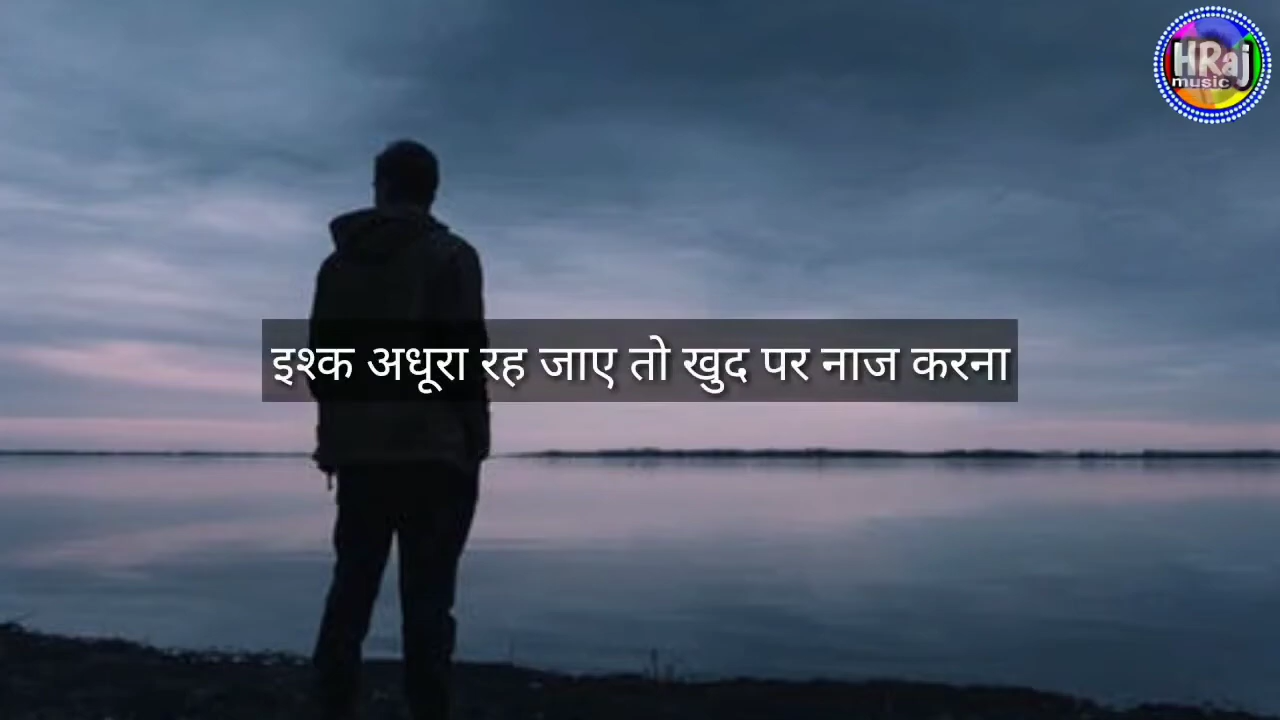 HRaj
music
इश्क अधूरा रह जाए तो खुद पर नाज करना